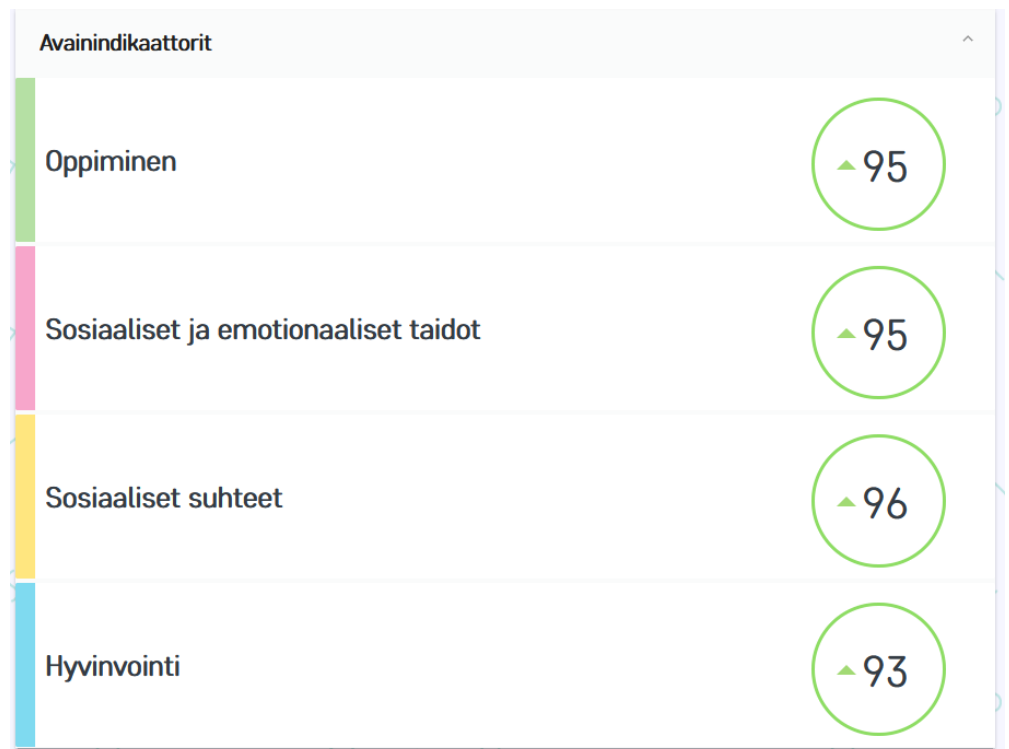 Avainindikaattorit
Oppiminen
95
Sosiaaliset ja emotionaaliset taidot
95
Sosiaaliset suhteet
96
Hyvinvointi
93